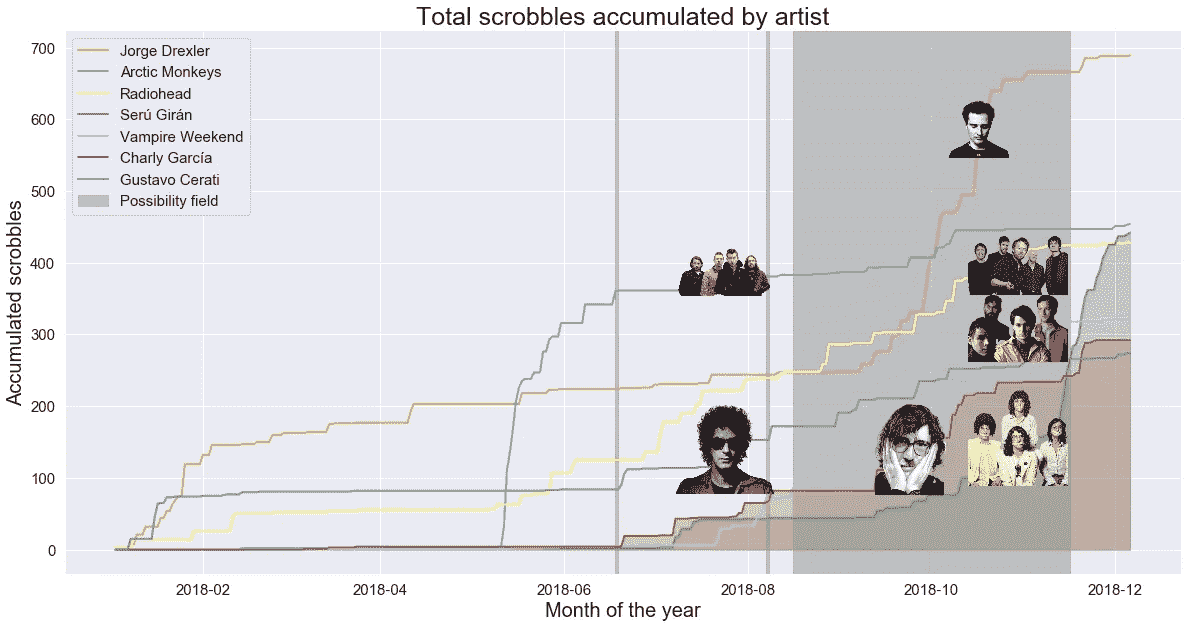 Total scrobbles accumulated by artist
Accumulated scrobbles
700
600
500
400
300
200
100
0
Jorge Drexler
Arctic Monkeys
Radiohead
Serú Girán
Vampire Weekend
Charly García
Gustavo Cerati
Possibility field
2018-02
2018-04
2018-06
2018-08
2018-10
2018-12
Month of the year